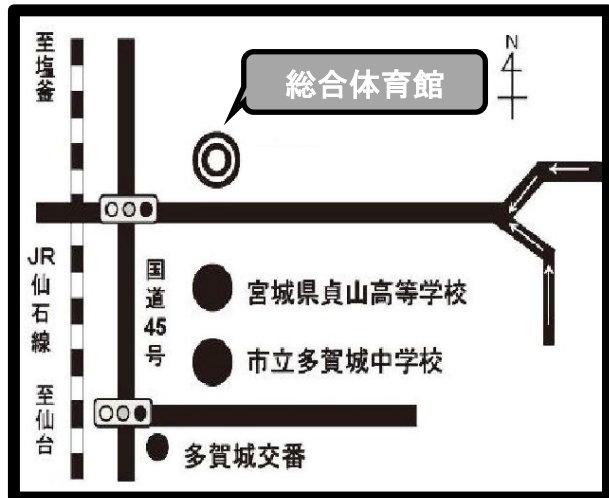 至塩釜
総合体育館
N
JR仙石線
国道45号
宮城県貞山高等学校
市立多賀城中学校
至仙台
多賀城交番